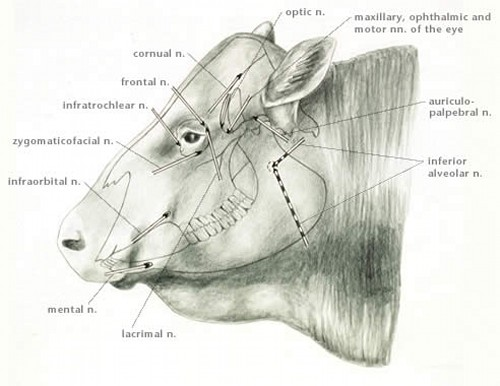 optic n.
maxillary, ophthalmic and
motor nn. of the eye
cornual n.
frontal n.
infratrochlear n.
auriculo-
palpebral n.
zygomaticofacial n.
inferior
alveolar n.
infraorbital n.
mental n.
lacrimal n.